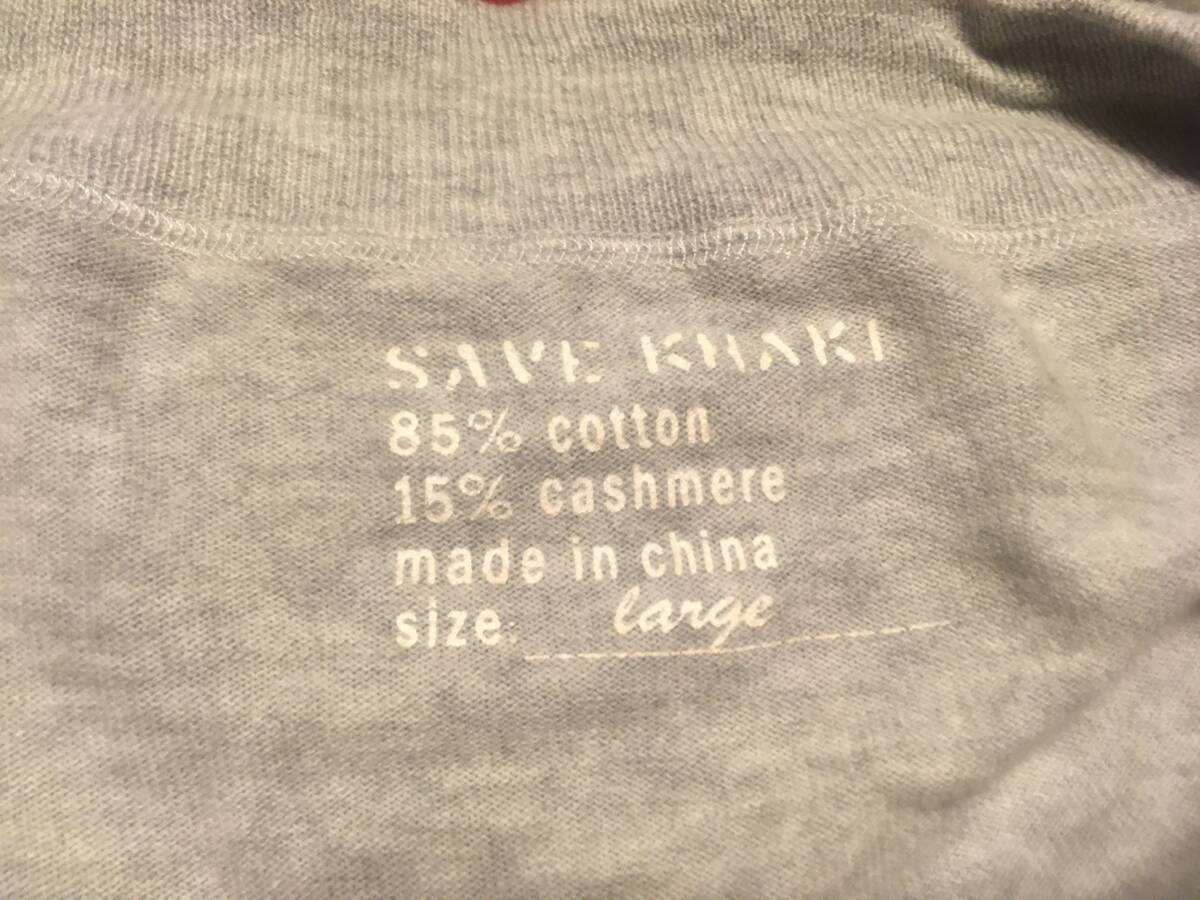 SAVE KHAKI
85% cotton
15% cashmere
made in china
size: large